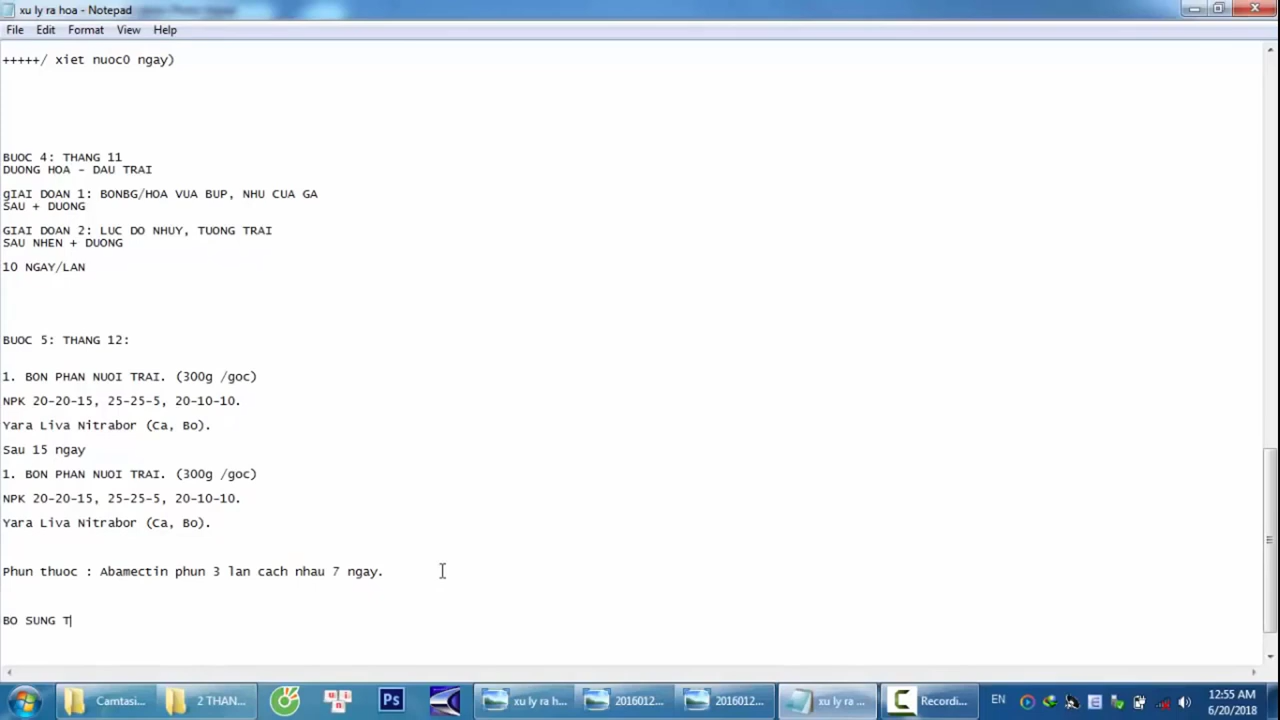 xu ly ra hoa - Notepad
File Edit Format View Help
+++++/ xiet nuoc0 ngay)
BUOC 4: THANG 11
DUONG HOA - DAU TRAI
gIAI DOAN 1: BONBG/HOA VUA BUP, NHU CUA GA
SAU + DUONG
GIAI DOAN 2: LUC DO NHUY, TUONG TRAI
SAU NHEN + DUONG
10 NGAY/LAN
BUOC 5: THANG 12:
1. BON PHAN NUOI TRAI. (300g /goc)
NPK 20-20-15, 25-25-5, 20-10-10.
Yara Liva Nitrabor (Ca, Bo).
Sau 15 ngay
1. BON PHAN NUOI TRAI. (300g /goc)
NPK 20-20-15, 25-25-5, 20-10-10.
Yara Liva Nitrabor (Ca, Bo).
Phun thuoc : Abamectin phun 3 lan cach nhau 7 ngay.
BO SUNG T
Camtasi... 2 THAN... Ps xu ly ra h... 2016012... 2016012... xu ly ra ... Recordi... EN 12:55 AM
6/20/2018